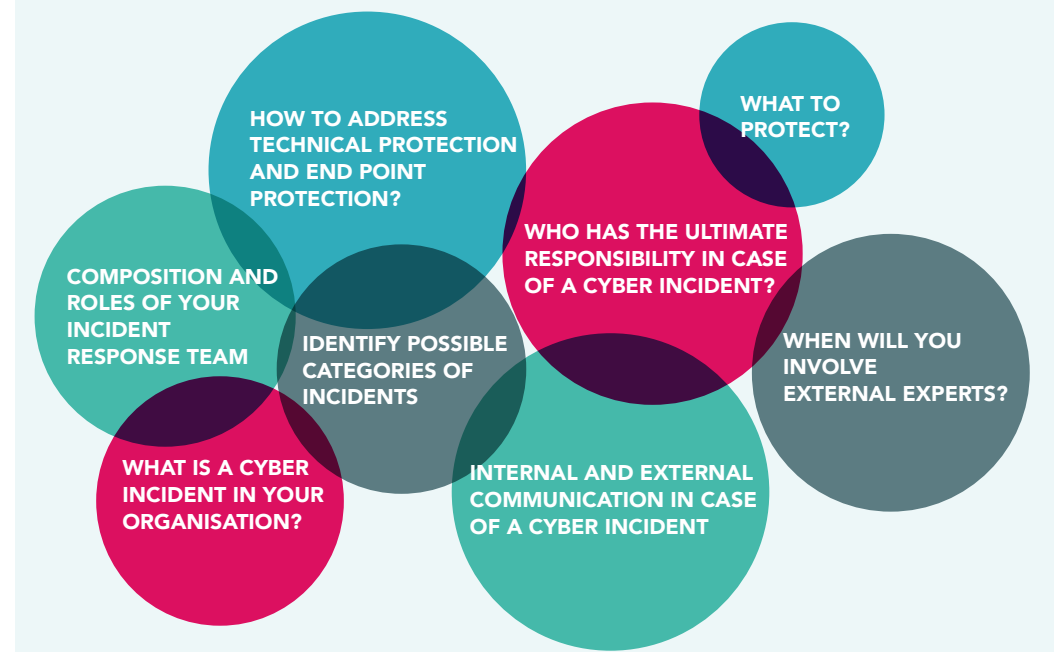 HOW TO ADDRESS
TECHNICAL PROTECTION
AND END POINT
PROTECTION?
WHAT TO
PROTECT?
WHO HAS THE ULTIMATE
RESPONSIBILITY IN CASE
OF A CYBER INCIDENT?
COMPOSITION AND
ROLES OF YOUR
INCIDENT
RESPONSE TEAM
IDENTIFY POSSIBLE
CATEGORIES OF
INCIDENTS
WHEN WILL YOU
INVOLVE
EXTERNAL EXPERTS?
WHAT IS A CYBER
INCIDENT IN YOUR
ORGANISATION?
INTERNAL AND EXTERNAL
COMMUNICATION IN CASE
OF A CYBER INCIDENT